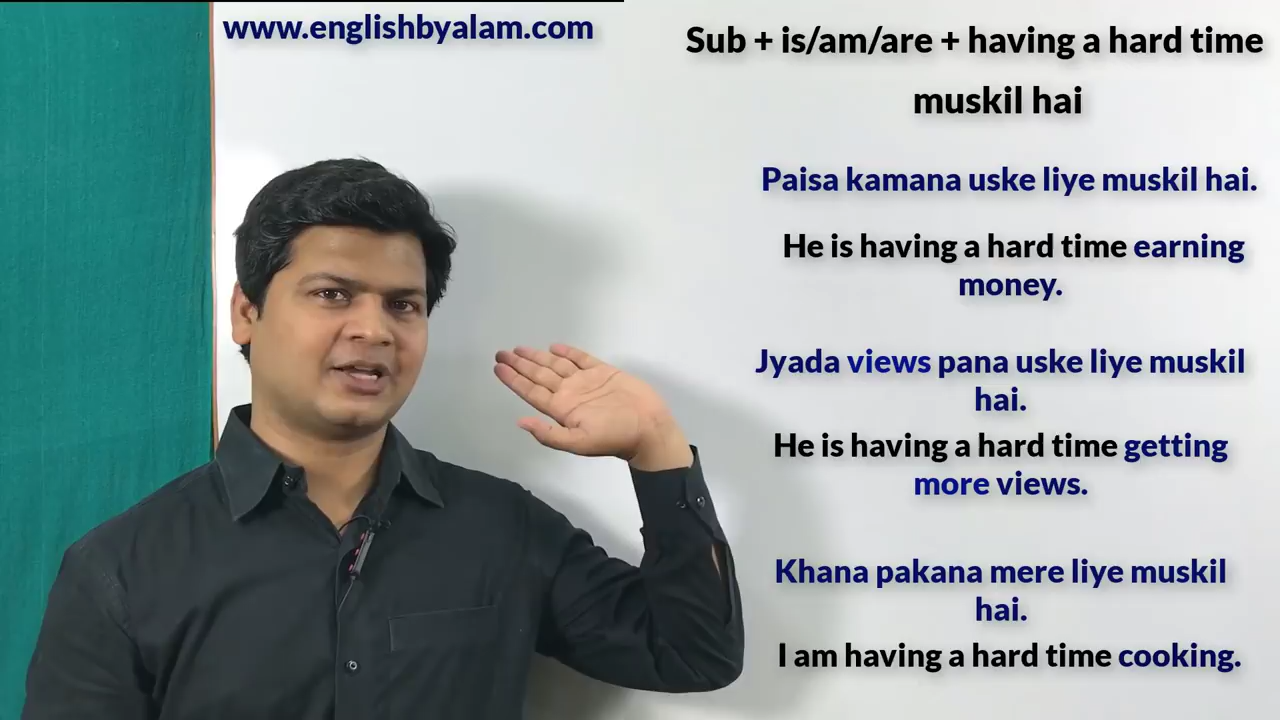 www.englishbyalam.com
Sub + is/am/are + having a hard time
muskil hai
Paisa kamana uske liye muskil hai.
He is having a hard time earning
money.
Jyada views pana uske liye muskil
hai.
He is having a hard time getting
more views.
Khana pakana mere liye muskil
hai.
I am having a hard time cooking.